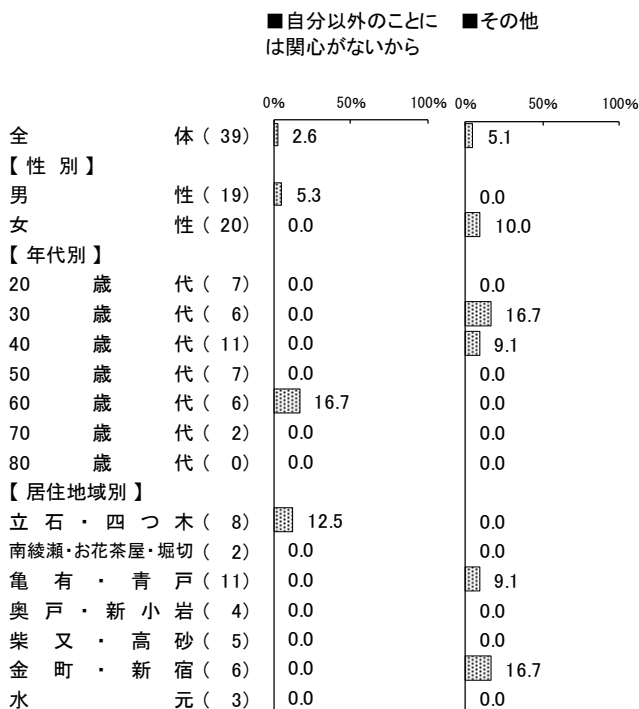 ■自分以外のことに ■その他
は関心がないから
0% 50% 100% 0% 50% 100%
全 体 ( 39) 2.6 5.1
【 性 別 】
男 性 ( 19) 5.3 0.0
女 性 ( 20) 0.0 10.0
【 年代別 】
20 歳 代 ( 7) 0.0 0.0
30 歳 代 ( 6) 0.0 16.7
40 歳 代 ( 11) 0.0 9.1
50 歳 代 ( 7) 0.0 0.0
60 歳 代 ( 6) 16.7 0.0
70 歳 代 ( 2) 0.0 0.0
80 歳 代 ( 0) 0.0 0.0
【 居住地域別 】
立 石 ・ 四 つ 木 ( 8) 12.5 0.0
南綾瀬・お花茶屋・堀切 ( 2) 0.0 0.0
亀 有 ・ 青 戸 ( 11) 0.0 9.1
奥 戸 ・ 新 小 岩 ( 4) 0.0 0.0
柴 又 ・ 高 砂 ( 5) 0.0 0.0
金 町 ・ 新 宿 ( 6) 0.0 16.7
水 元 ( 3) 0.0 0.0